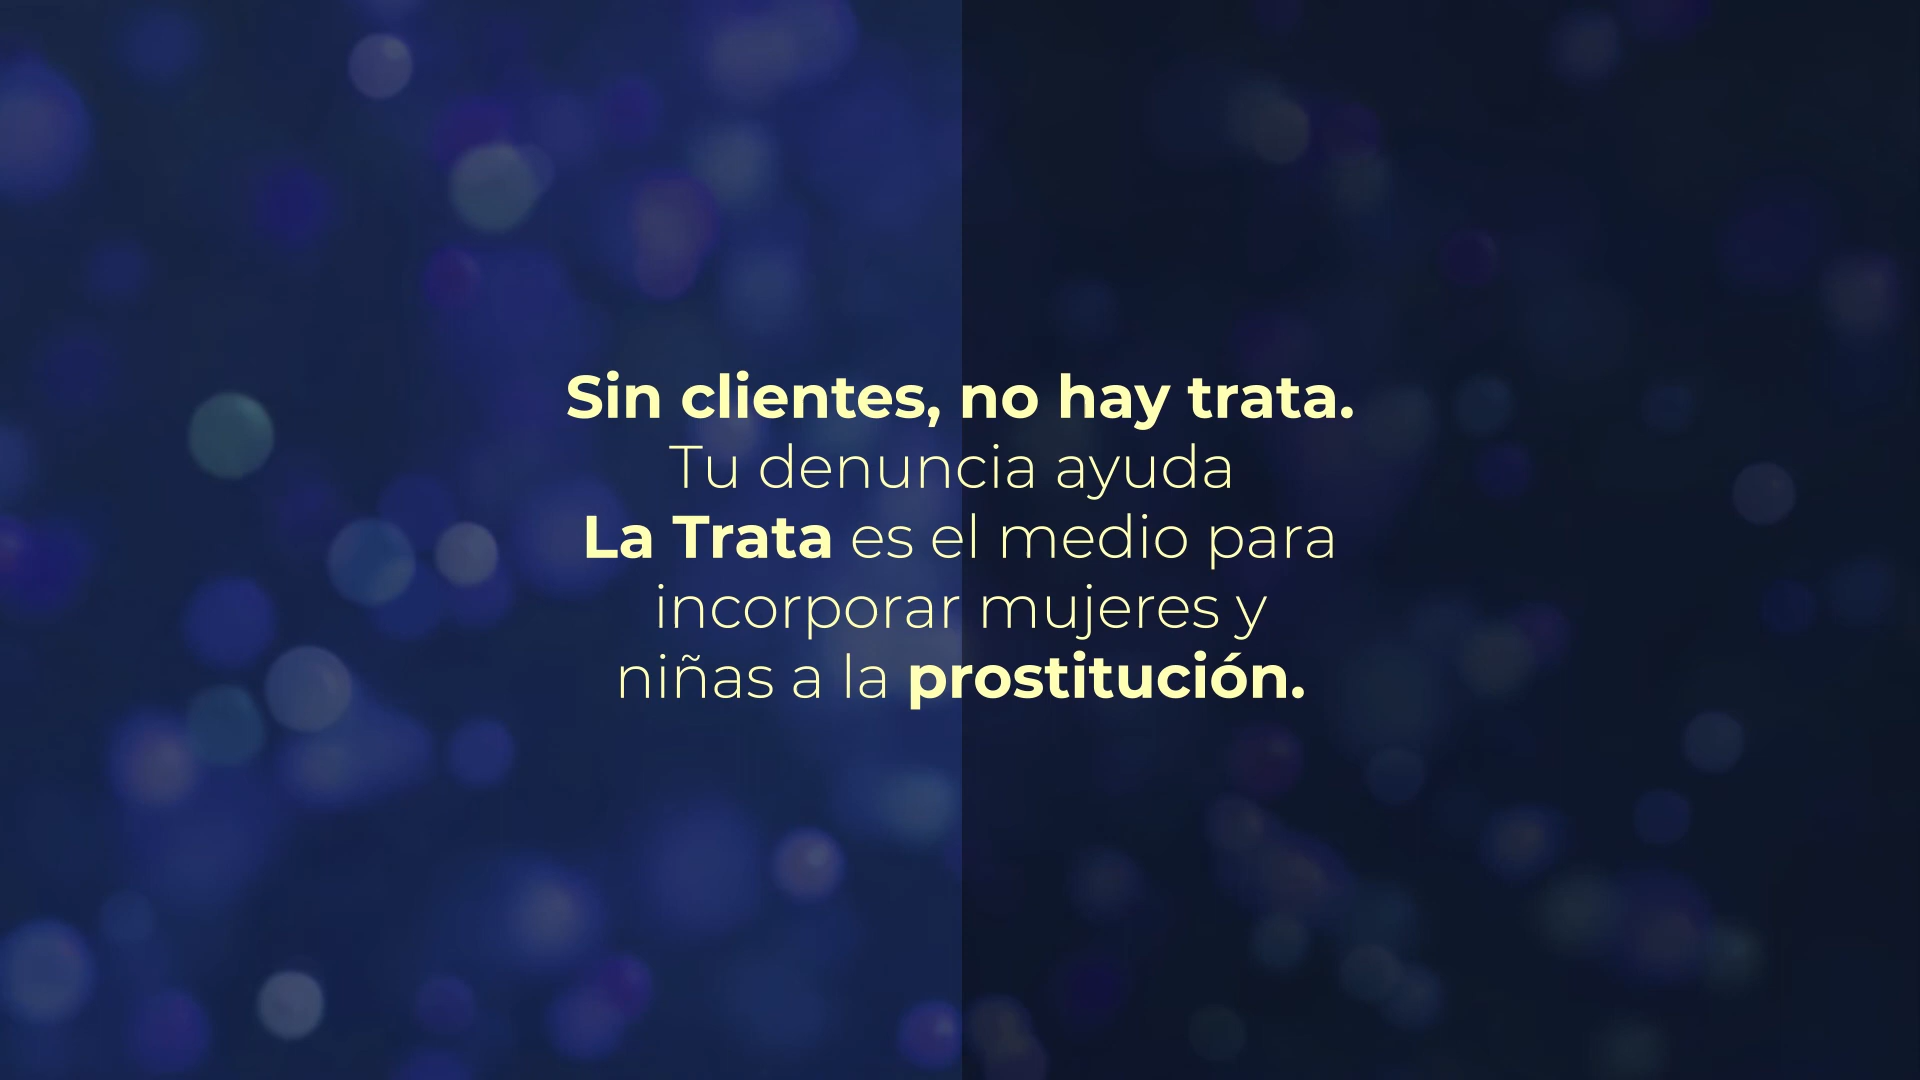 Sin clientes, no hay trata.
Tu denuncia ayuda
La Trata es el medio para
incorporar mujeres y
niñas a la prostitución.